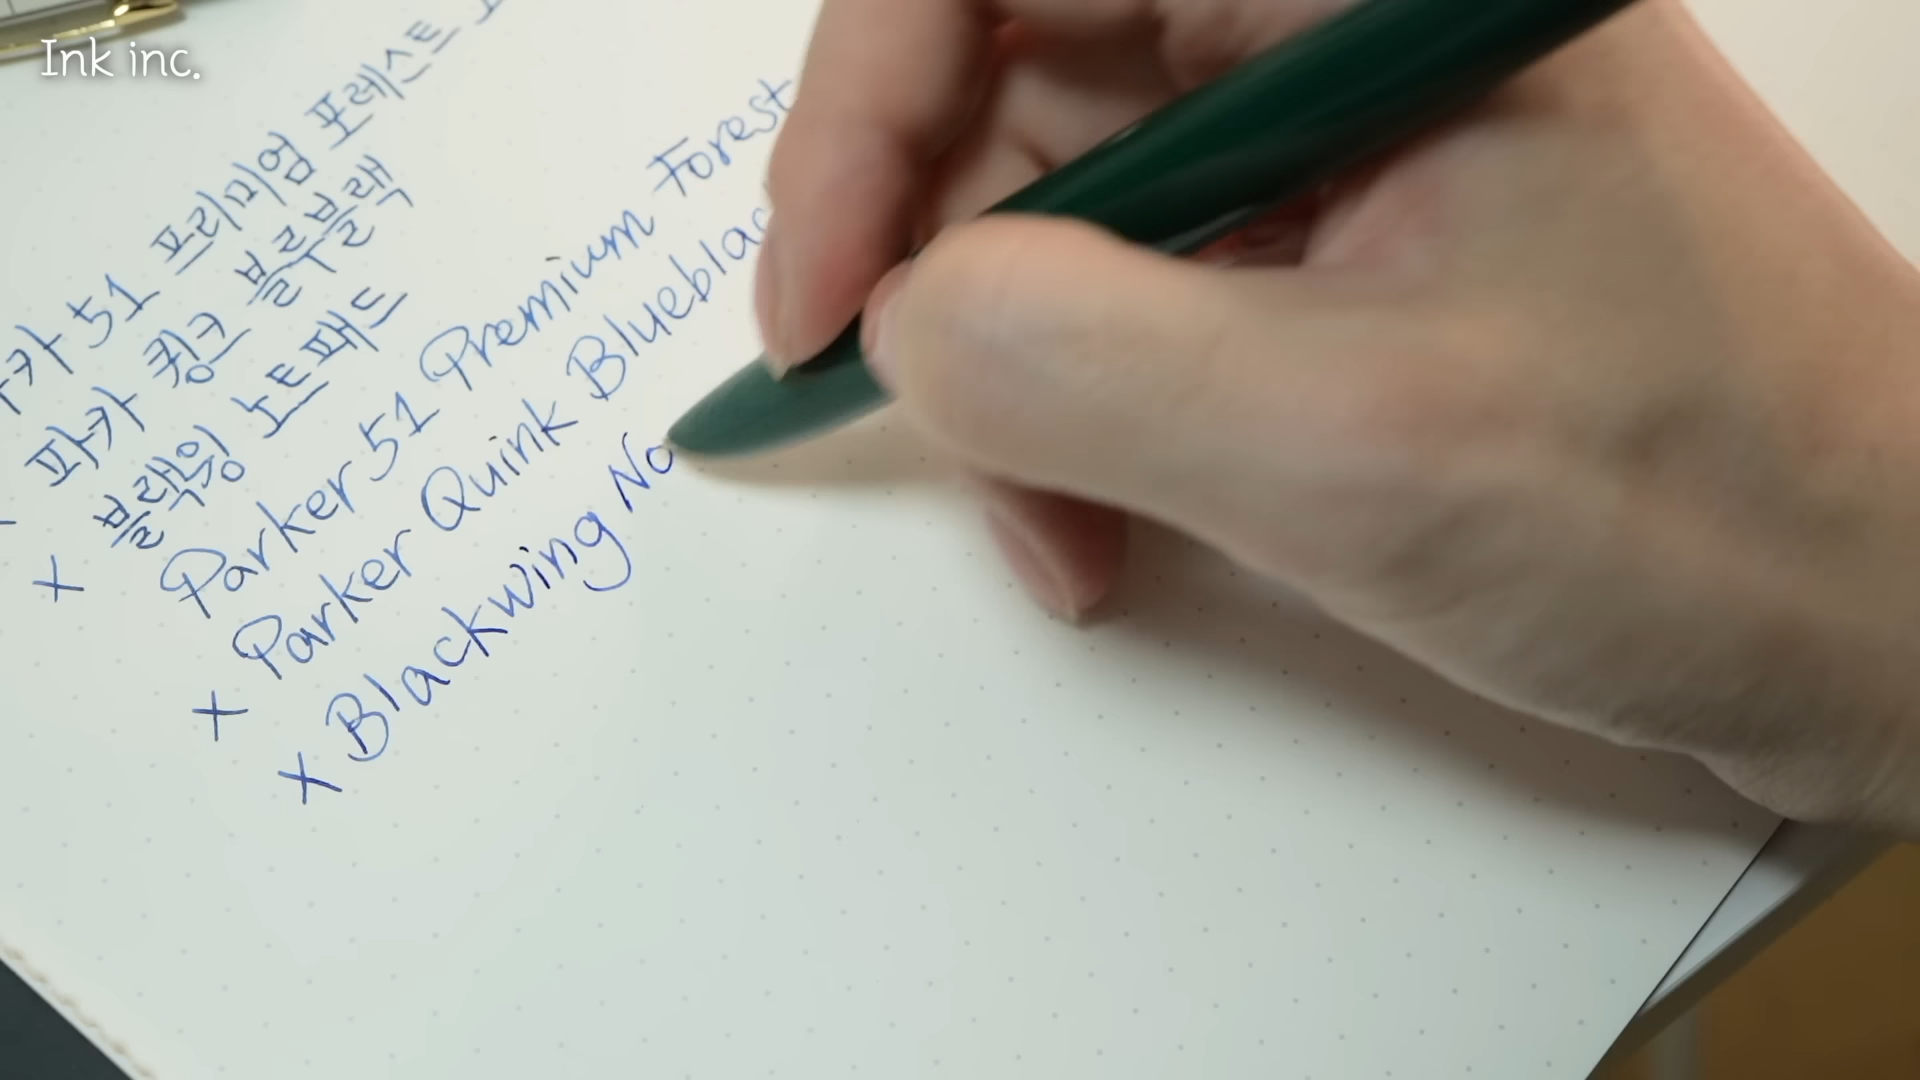 Ink inc.
파카 51 프리미엄 포레스트
파카 큉크 블루블랙
x 블랙윙 노트패드
Parker 51 Premium Forest
x Parker Quink Blueblac
x Blackwing No